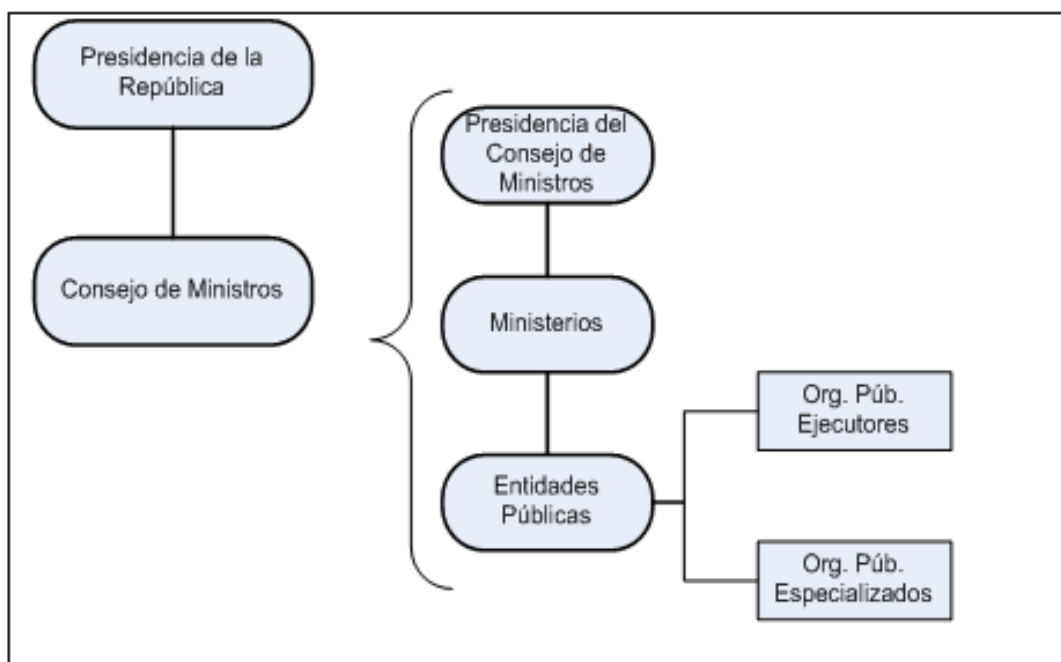 Presidencia de la
República
Consejo de Ministros
Presidencia del
Consejo de
Ministros
Ministerios
Entidades
Públicas
Org. Púb.
Ejecutores
Org. Púb.
Especializados